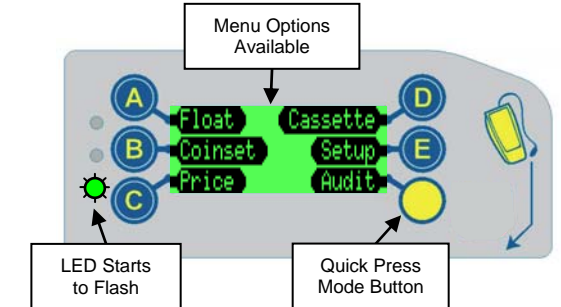 Menu Options
Available
A
D
Float
Cassette
B
Coinset
Setup
E
C
Price
Audit
LED Starts
to Flash
Quick Press
Mode Button